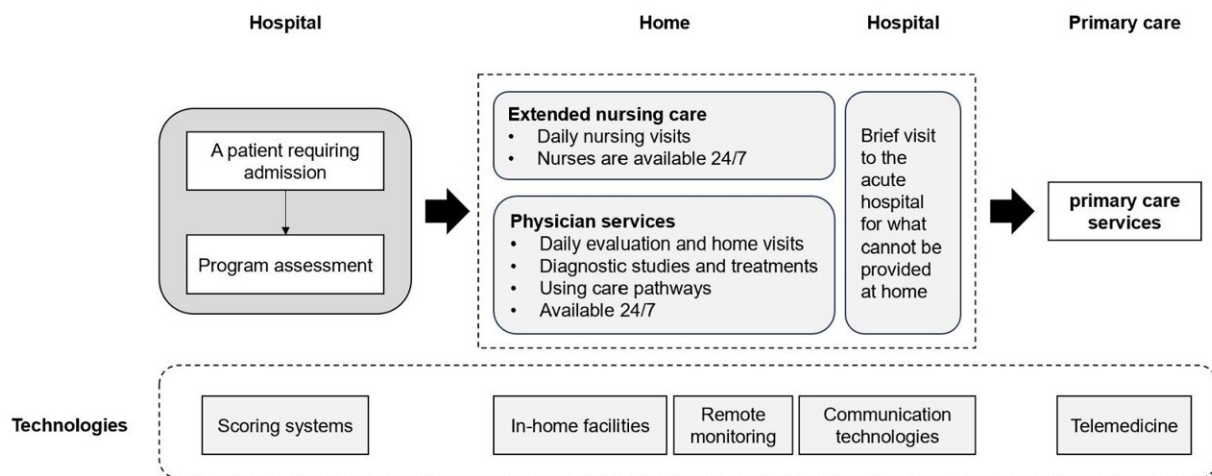 Hospital
Home
Hospital
Primary care
A patient requiring
admission
Program assessment
Extended nursing care
• Daily nursing visits
• Nurses are available 24/7
Physician services
• Daily evaluation and home visits
• Diagnostic studies and treatments
• Using care pathways
• Available 24/7
Brief visit
to the
acute
hospital
for what
cannot be
provided
at home
primary care
services
Technologies
Scoring systems
In-home facilities
Remote
monitoring
Communication
technologies
Telemedicine